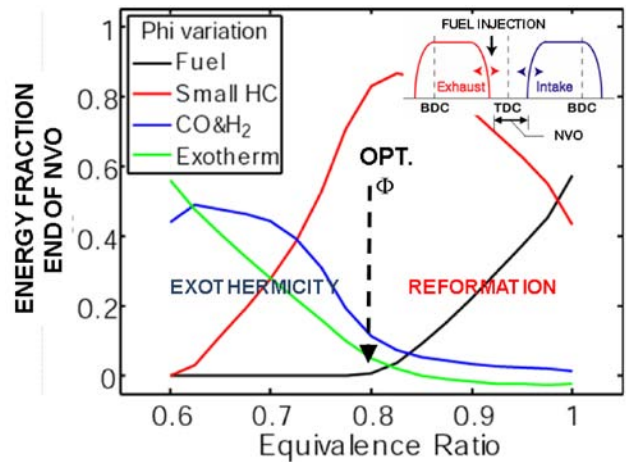 Phi variation
Fuel
Small HC
CO&H₂
Exotherm
FUEL INJECTION
Exhaust
Intake
BDC
TDC
BDC
NVO
OPT.
Φ
EXOTHERMICITY
REFORMATION
ENERGY FRACTION
END OF NVO
1
0.8
0.6
0.4
0.2
0
0.6
0.7
0.8
0.9
1
Equivalence Ratio